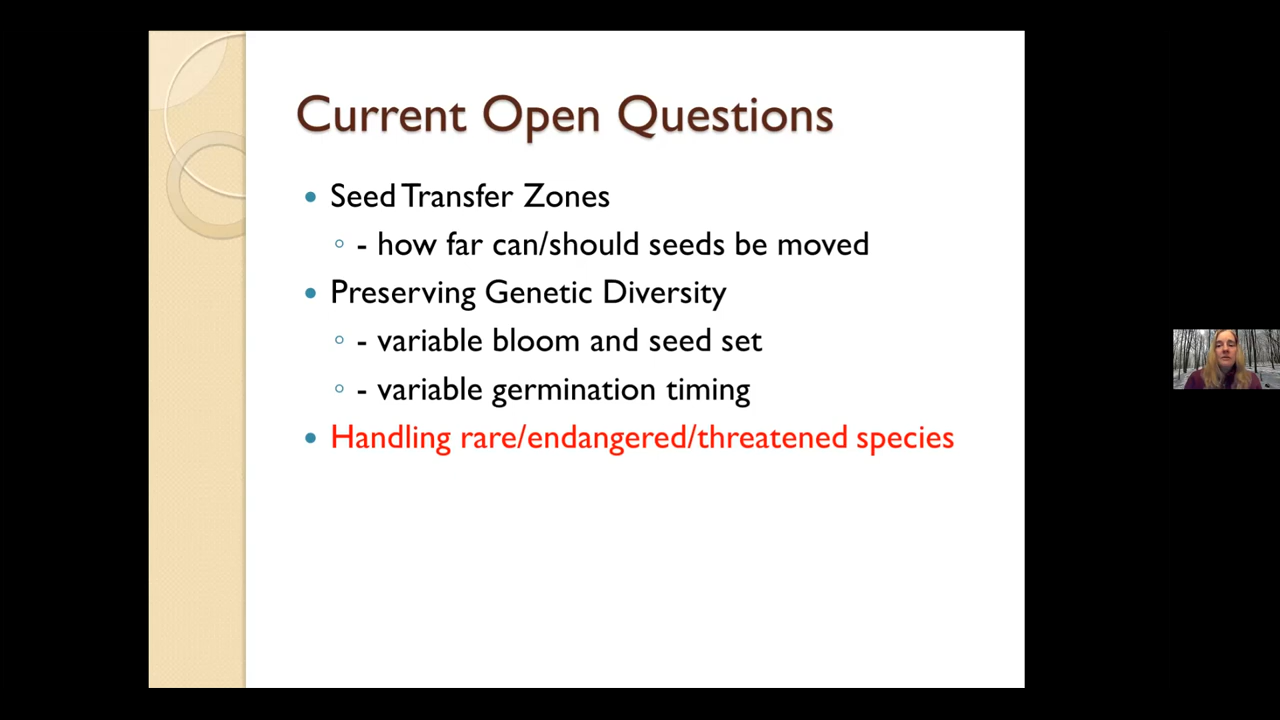 Current Open Questions
• Seed Transfer Zones
◦ - how far can/should seeds be moved
• Preserving Genetic Diversity
◦ - variable bloom and seed set
◦ - variable germination timing
• Handling rare/endangered/threatened species